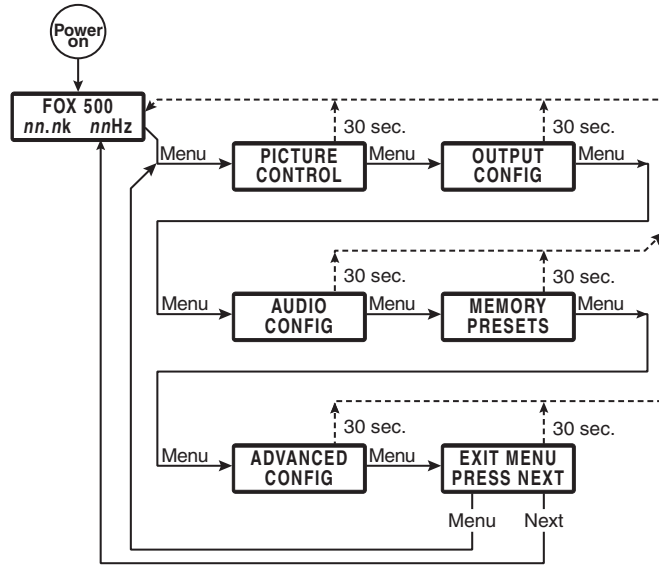 Power
on
FOX 500
nn.nk nnHz
30 sec.
30 sec.
Menu
PICTURE
CONTROL
Menu
OUTPUT
CONFIG
Menu
30 sec.
30 sec.
Menu
AUDIO
CONFIG
Menu
MEMORY
PRESETS
Menu
30 sec.
30 sec.
Menu
ADVANCED
CONFIG
Menu
EXIT MENU
PRESS NEXT
Menu Next